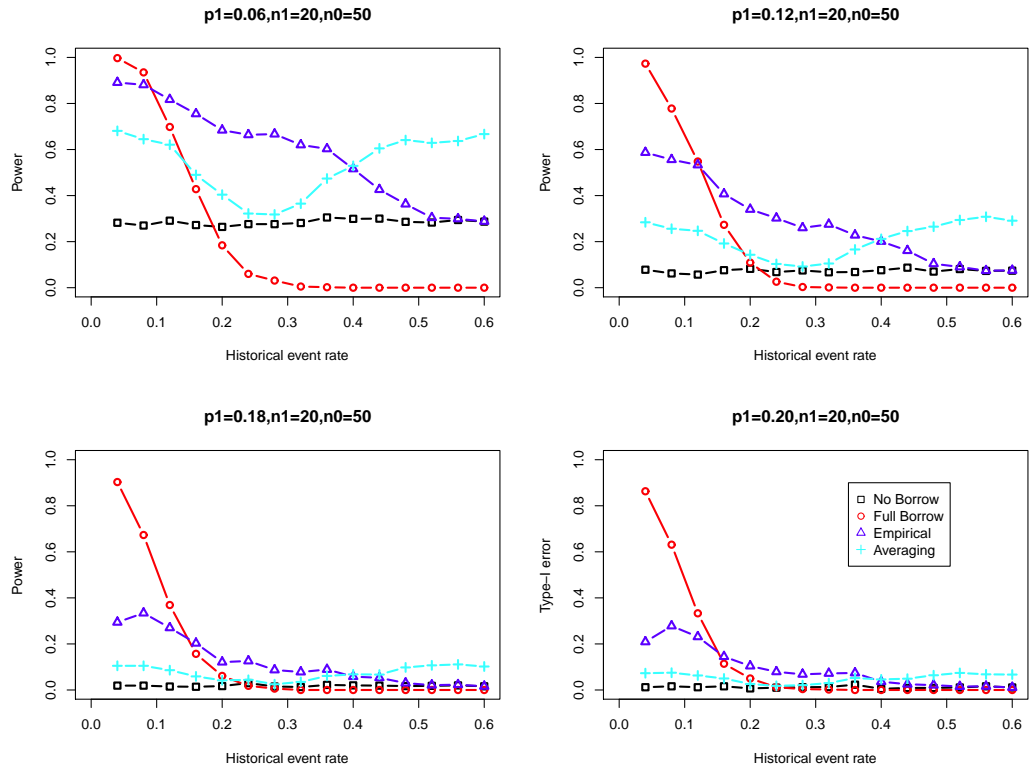 p1=0.06,n1=20,n0=50
Power
0.0 0.2 0.4 0.6 0.8 1.0
0.0 0.1 0.2 0.3 0.4 0.5 0.6
Historical event rate
p1=0.12,n1=20,n0=50
Power
0.0 0.2 0.4 0.6 0.8 1.0
0.0 0.1 0.2 0.3 0.4 0.5 0.6
Historical event rate
p1=0.18,n1=20,n0=50
Power
0.0 0.2 0.4 0.6 0.8 1.0
0.0 0.1 0.2 0.3 0.4 0.5 0.6
Historical event rate
p1=0.20,n1=20,n0=50
Type−I error
0.0 0.2 0.4 0.6 0.8 1.0
No Borrow
Full Borrow
Empirical
Averaging
0.0 0.1 0.2 0.3 0.4 0.5 0.6
Historical event rate